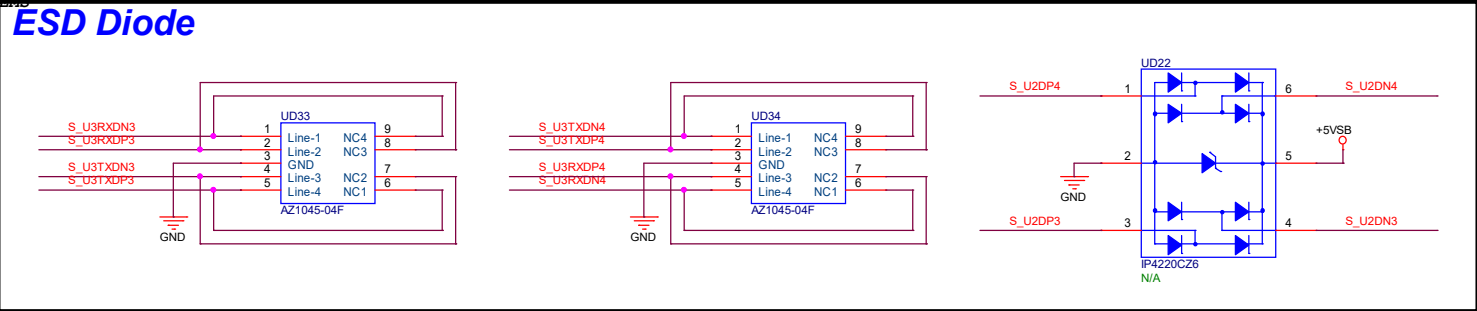 ESD Diode
UD33
S_U3RXDN3 1 Line-1 NC4 9
S_U3RXDP3 2 Line-2 NC3 8
3 GND
S_U3TXDN3 4 Line-3 NC2 7
S_U3TXDP3 5 Line-4 NC1 6
AZ1045-04F
GND
UD34
S_U3TXDN4 1 Line-1 NC4 9
S_U3TXDP4 2 Line-2 NC3 8
3 GND
S_U3RXDP4 4 Line-3 NC2 7
S_U3RXDN4 5 Line-4 NC1 6
AZ1045-04F
GND
UD22
S_U2DP4 1 6 S_U2DN4
+5VSB
2 5
GND
S_U2DP3 3 4 S_U2DN3
IP4220CZ6
N/A